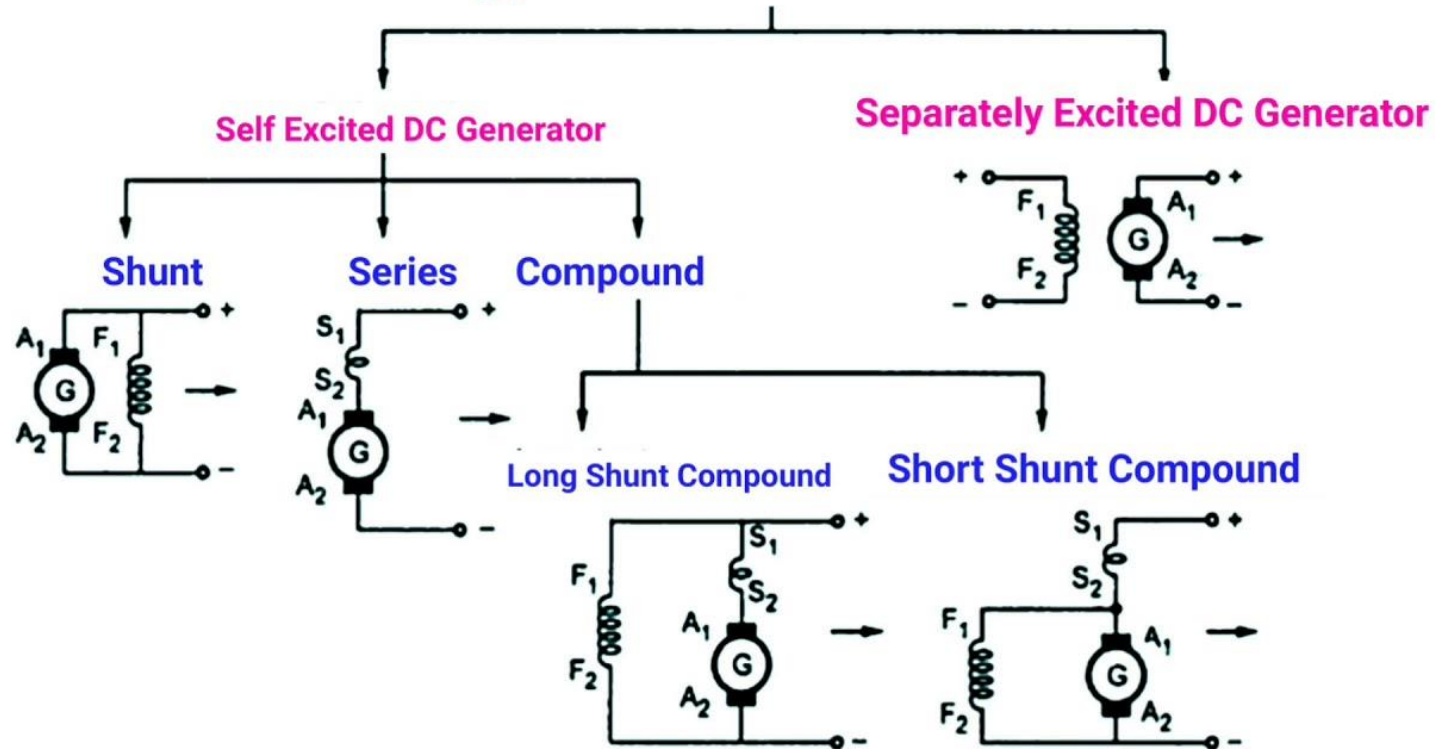 Self Excited DC Generator
Separately Excited DC Generator
+
F₁
F₂
-
+
A₁
G
A₂
-
Shunt
Series
Compound
A₁
F₁
G
A₂
F₂
+
-
S₁
S₂
A₁
G
A₂
+
-
Long Shunt Compound
Short Shunt Compound
F₁
F₂
S₁
S₂
A₁
G
A₂
+
-
S₁
S₂
F₁
F₂
A₁
G
A₂
+
-